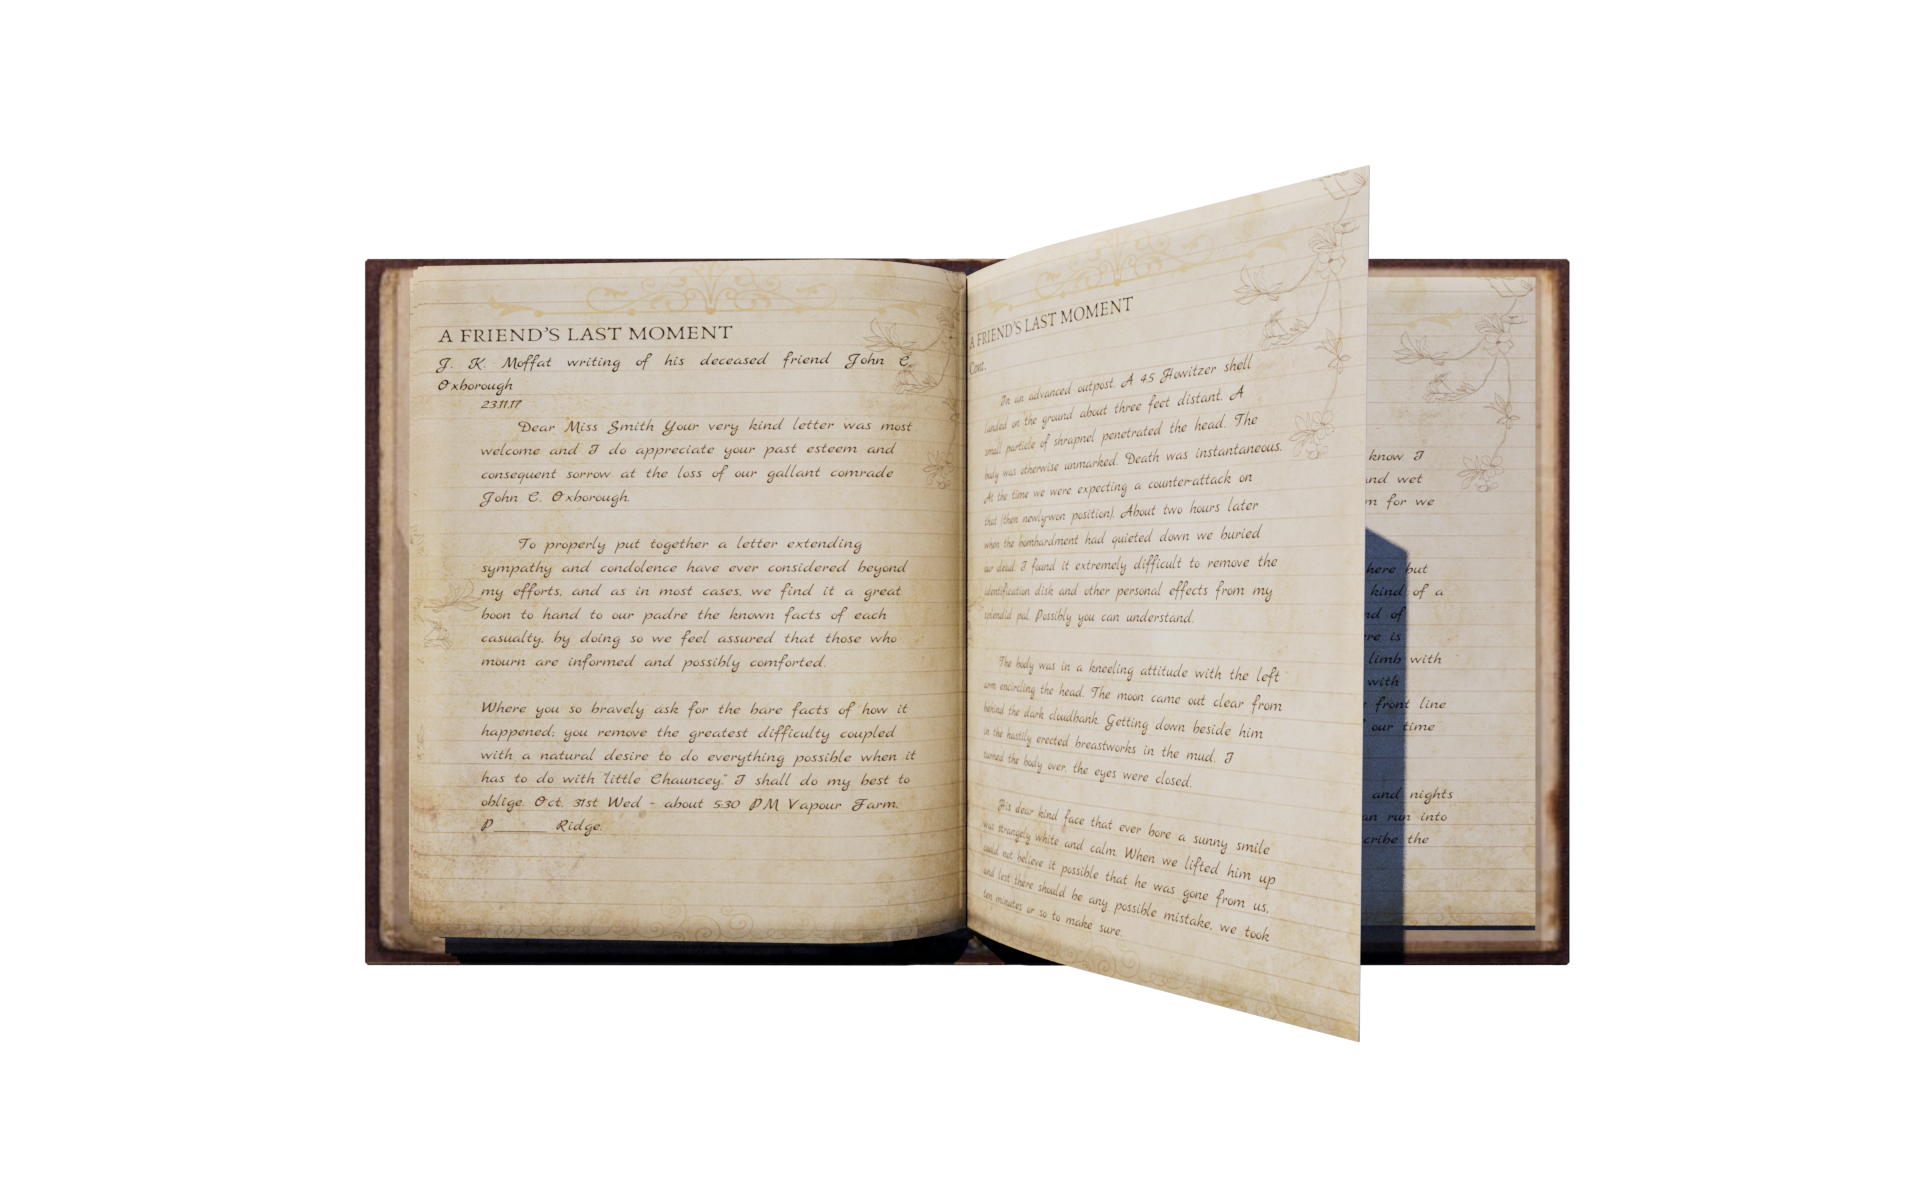 A FRIEND'S LAST MOMENT
J. K. Moffat writing of his deceased friend John C.
Oxborough
23.11.17
Dear Miss Smith Your very kind letter was most
welcome and I do appreciate your past esteem and
consequent sorrow at the loss of our gallant comrade
John C. Oxborough.
To properly put together a letter extending
sympathy and condolence have ever considered beyond
my efforts, and as in most cases, we find it a great
boon to hand to our padre the known facts of each
casualty, by doing so we feel assured that those who
mourn are informed and possibly comforted.
Where you so bravely ask for the bare facts of how it
happened; you remove the greatest difficulty coupled
with a natural desire to do everything possible when it
has to do with "little Chauncey." I shall do my best to
oblige. Oct. 31st Wed - about 5:30 P.M. Vapour Farm.
P______ Ridge.
A FRIEND'S LAST MOMENT
Cont.
In an advanced outpost. A 4.5 Howitzer shell
landed on the ground about three feet distant. A
small particle of shrapnel penetrated the head. The
body was otherwise unmarked. Death was instantaneous.
At the time we were expecting a counter-attack on
that (then newly-won position). About two hours later
when the bombardment had quieted down we buried
our dead. I found it extremely difficult to remove the
identification disk and other personal effects from my
splendid pal. Possibly you can understand.
The body was in a kneeling attitude with the left
arm encircling the head. The moon came out clear from
behind the dark cloudbank. Getting down beside him
in the hastily erected breastworks in the mud. I
turned the body over, the eyes were closed.
His dear kind face that ever bore a sunny smile
was strangely white and calm. When we lifted him up
could not believe it possible that he was gone from us,
and lest there should be any possible mistake, we took
ten minutes or so to make sure.
know I
and wet
for we
here but
kind of a
of
is
limb with
with
front line
our time
and nights
run into
the